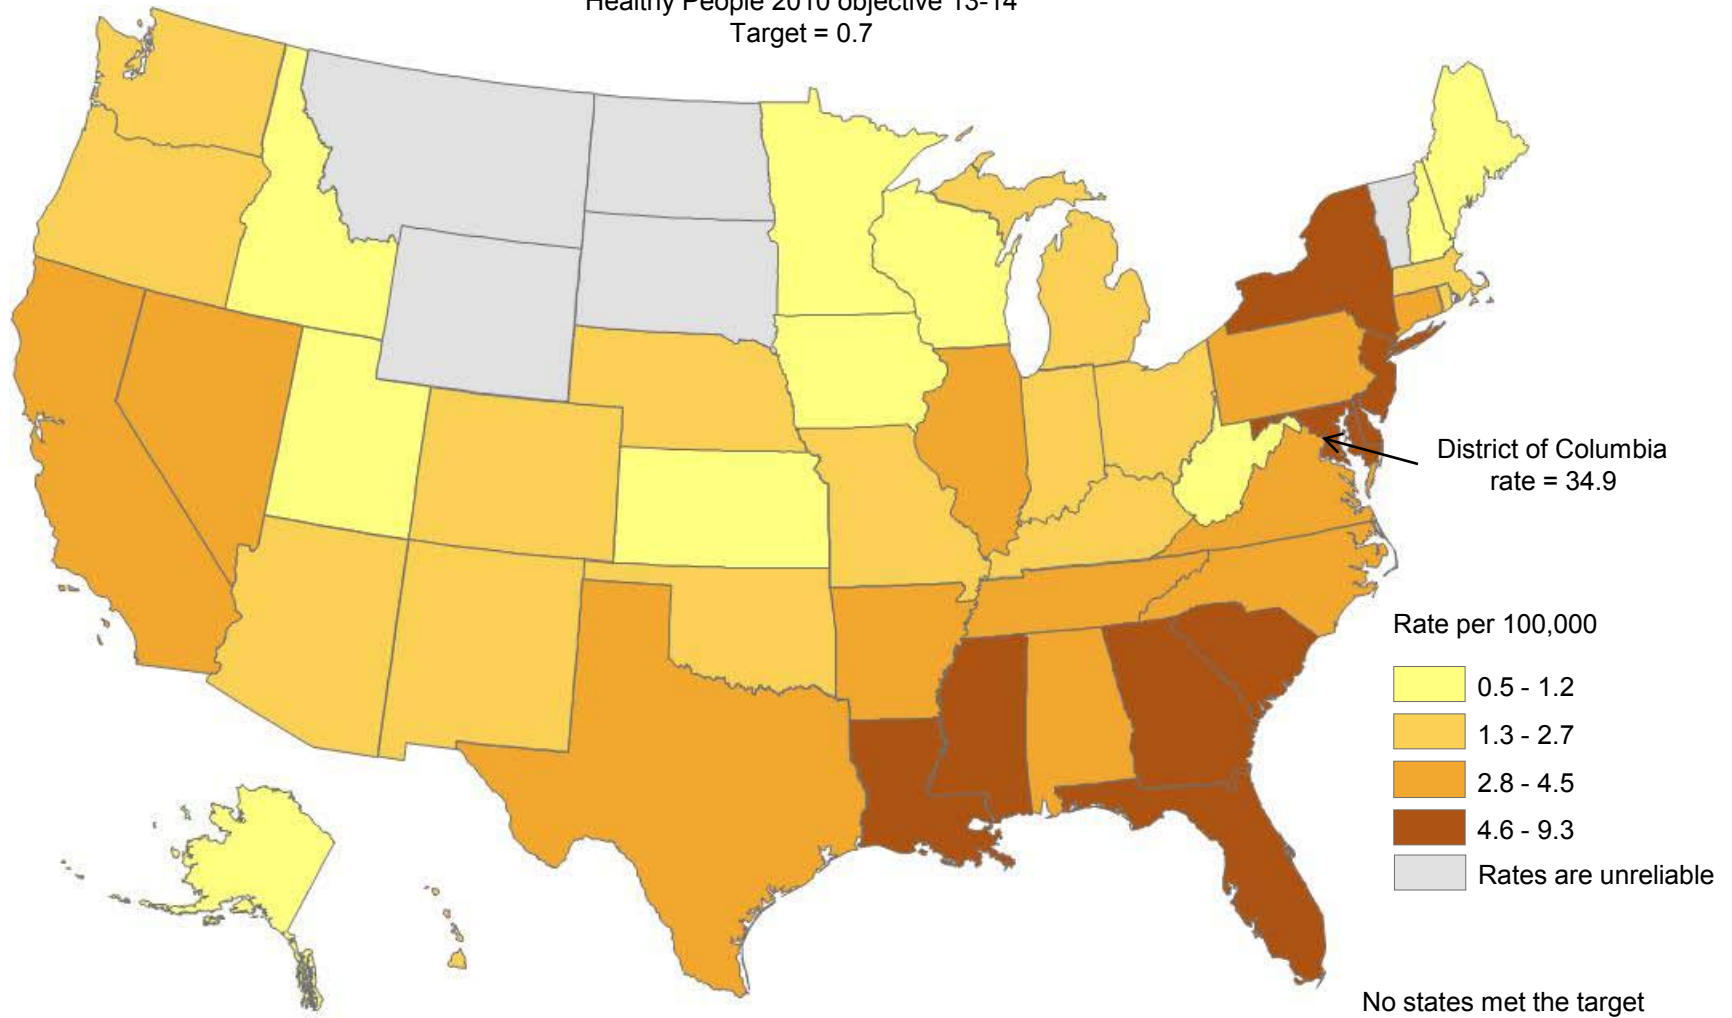 Healthy People 2010 objective 13-14
Target = 0.7
District of Columbia
rate = 34.9
Rate per 100,000
0.5 - 1.2
1.3 - 2.7
2.8 - 4.5
4.6 - 9.3
Rates are unreliable
No states met the target